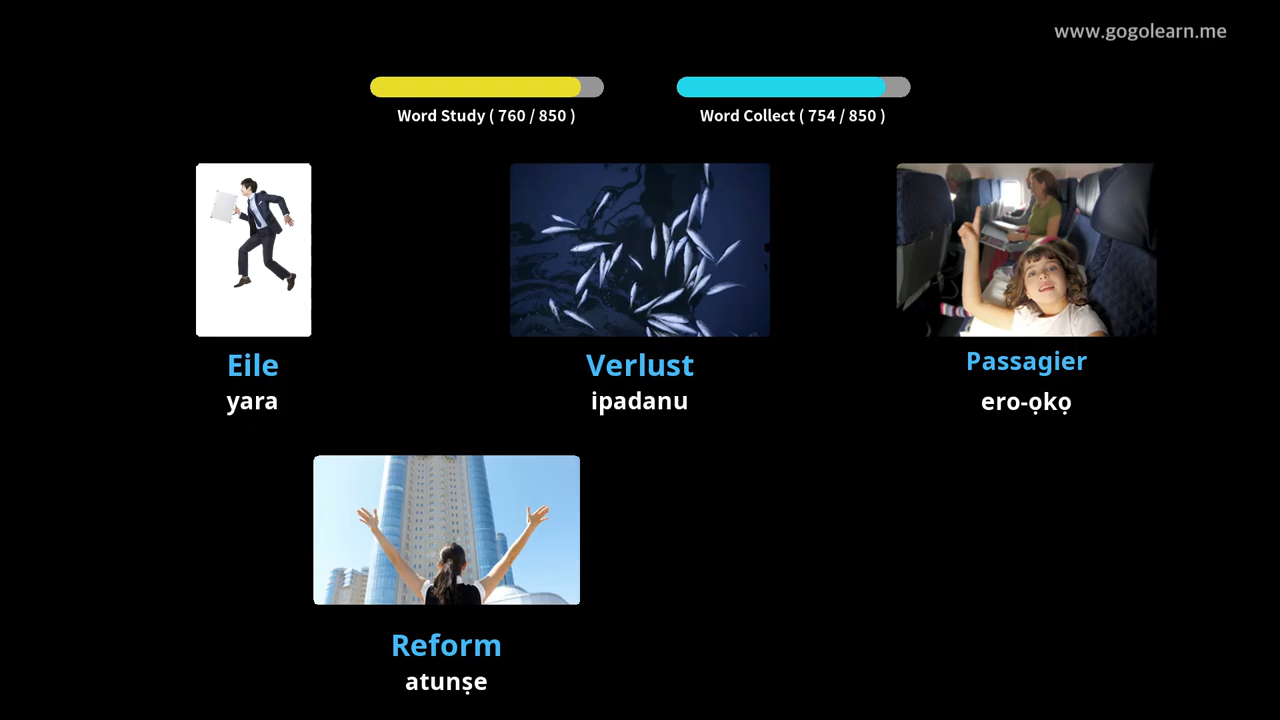 www.gogolearn.me
Word Study ( 760 / 850 )
Word Collect ( 754 / 850 )
Eile
yara
Verlust
ipadanu
Passagier
ero-ọkọ
Reform
atunṣe